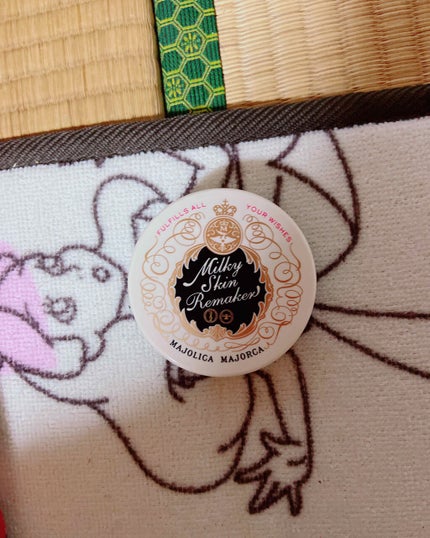 FULFILLS ALL YOUR WISHES!
Milky
Skin
Remaker
MAJOLICA MAJORCA